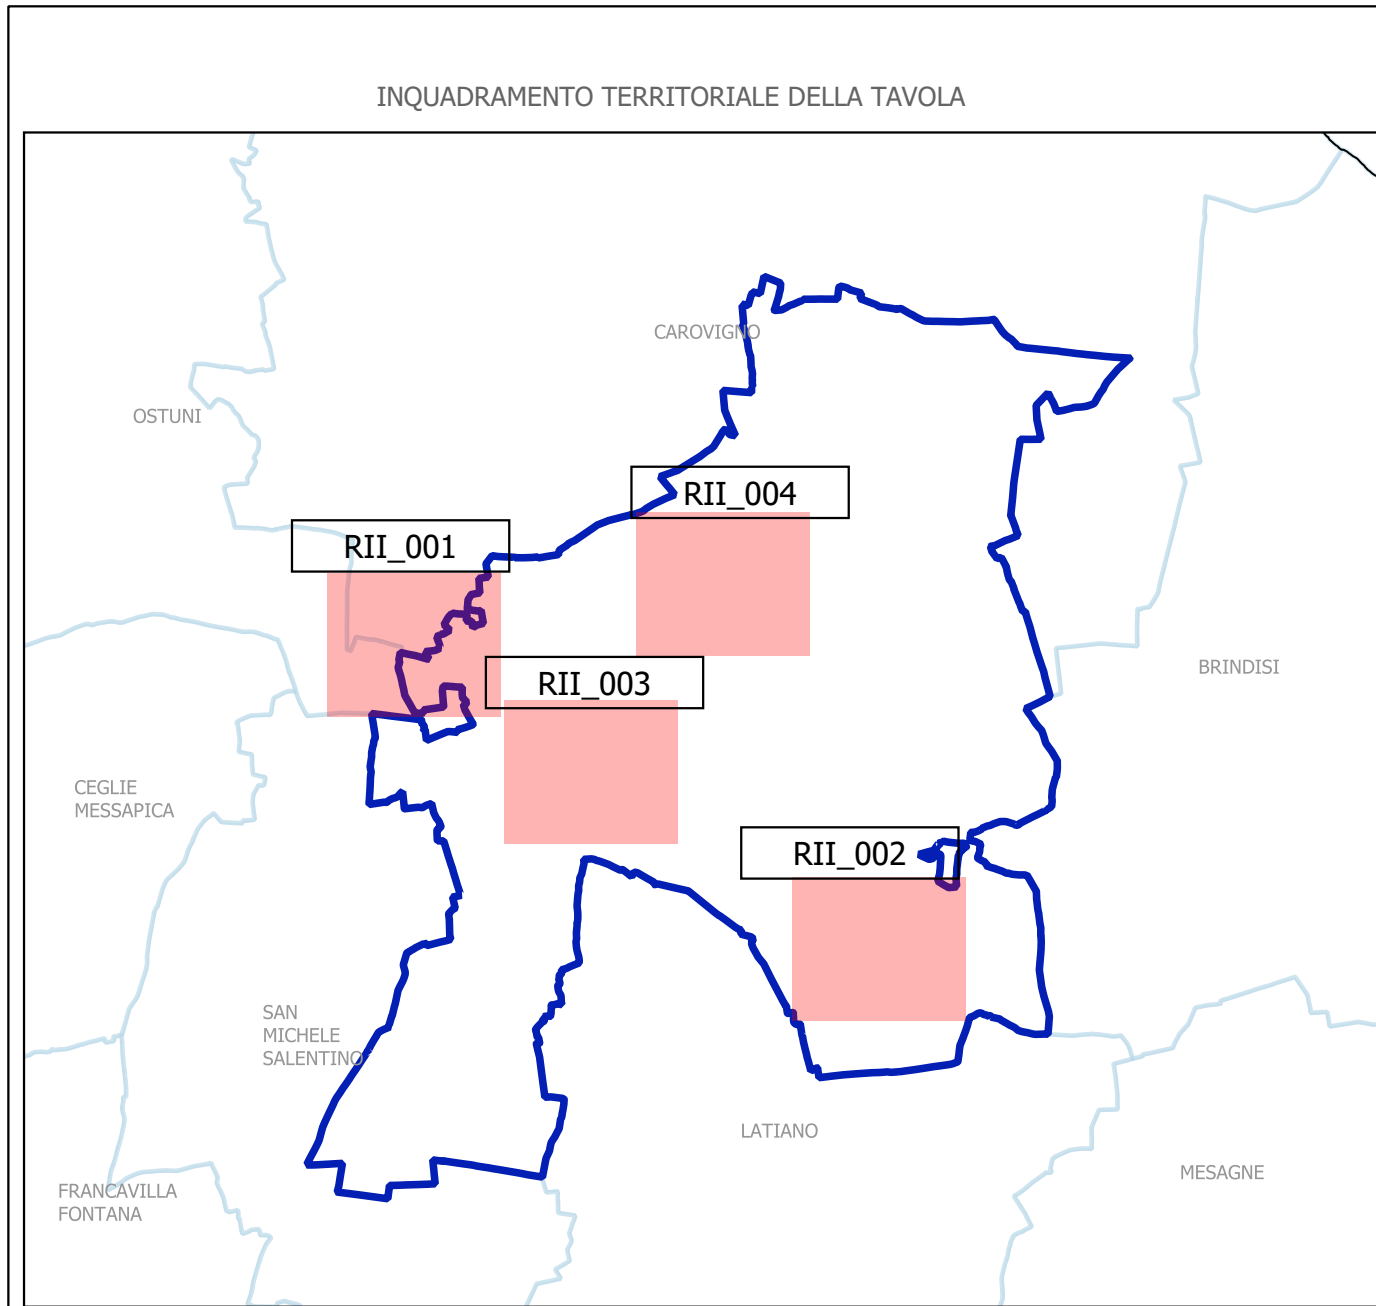 INQUADRAMENTO TERRITORIALE DELLA TAVOLA
CAROVIGNO
OSTUNI
RII_004
RII_001
RII_003
BRINDISI
CEGLIE
MESSAPICA
RII_002
SAN
MICHELE
SALENTINO
LATIANO
MESAGNE
FRANCAVILLA
FONTANA